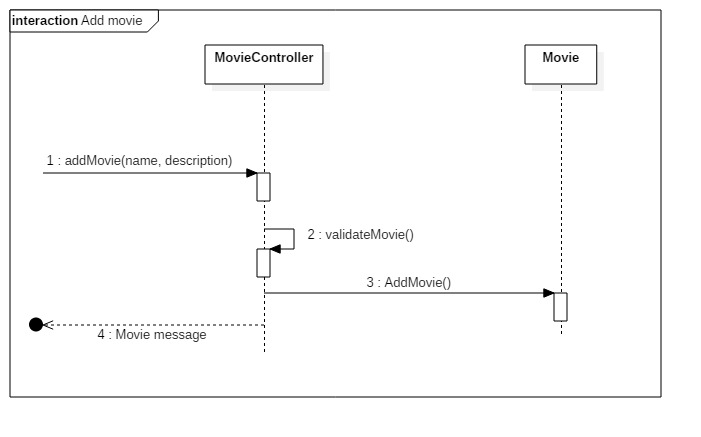 interaction Add movie
MovieController
Movie
1 : addMovie(name, description)
2 : validateMovie()
3 : AddMovie()
4 : Movie message